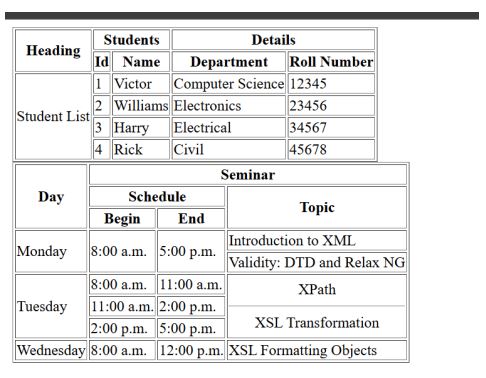 Heading Students Details
Id Name Department Roll Number
Student List 1 Victor Computer Science 12345
2 Williams Electronics 23456
3 Harry Electrical 34567
4 Rick Civil 45678
Day Seminar
Schedule Topic
Begin End
Monday 8:00 a.m. 5:00 p.m. Introduction to XML
Validity: DTD and Relax NG
Tuesday 8:00 a.m. 11:00 a.m. XPath
11:00 a.m. 2:00 p.m.
2:00 p.m. 5:00 p.m. XSL Transformation
Wednesday 8:00 a.m. 12:00 p.m. XSL Formatting Objects